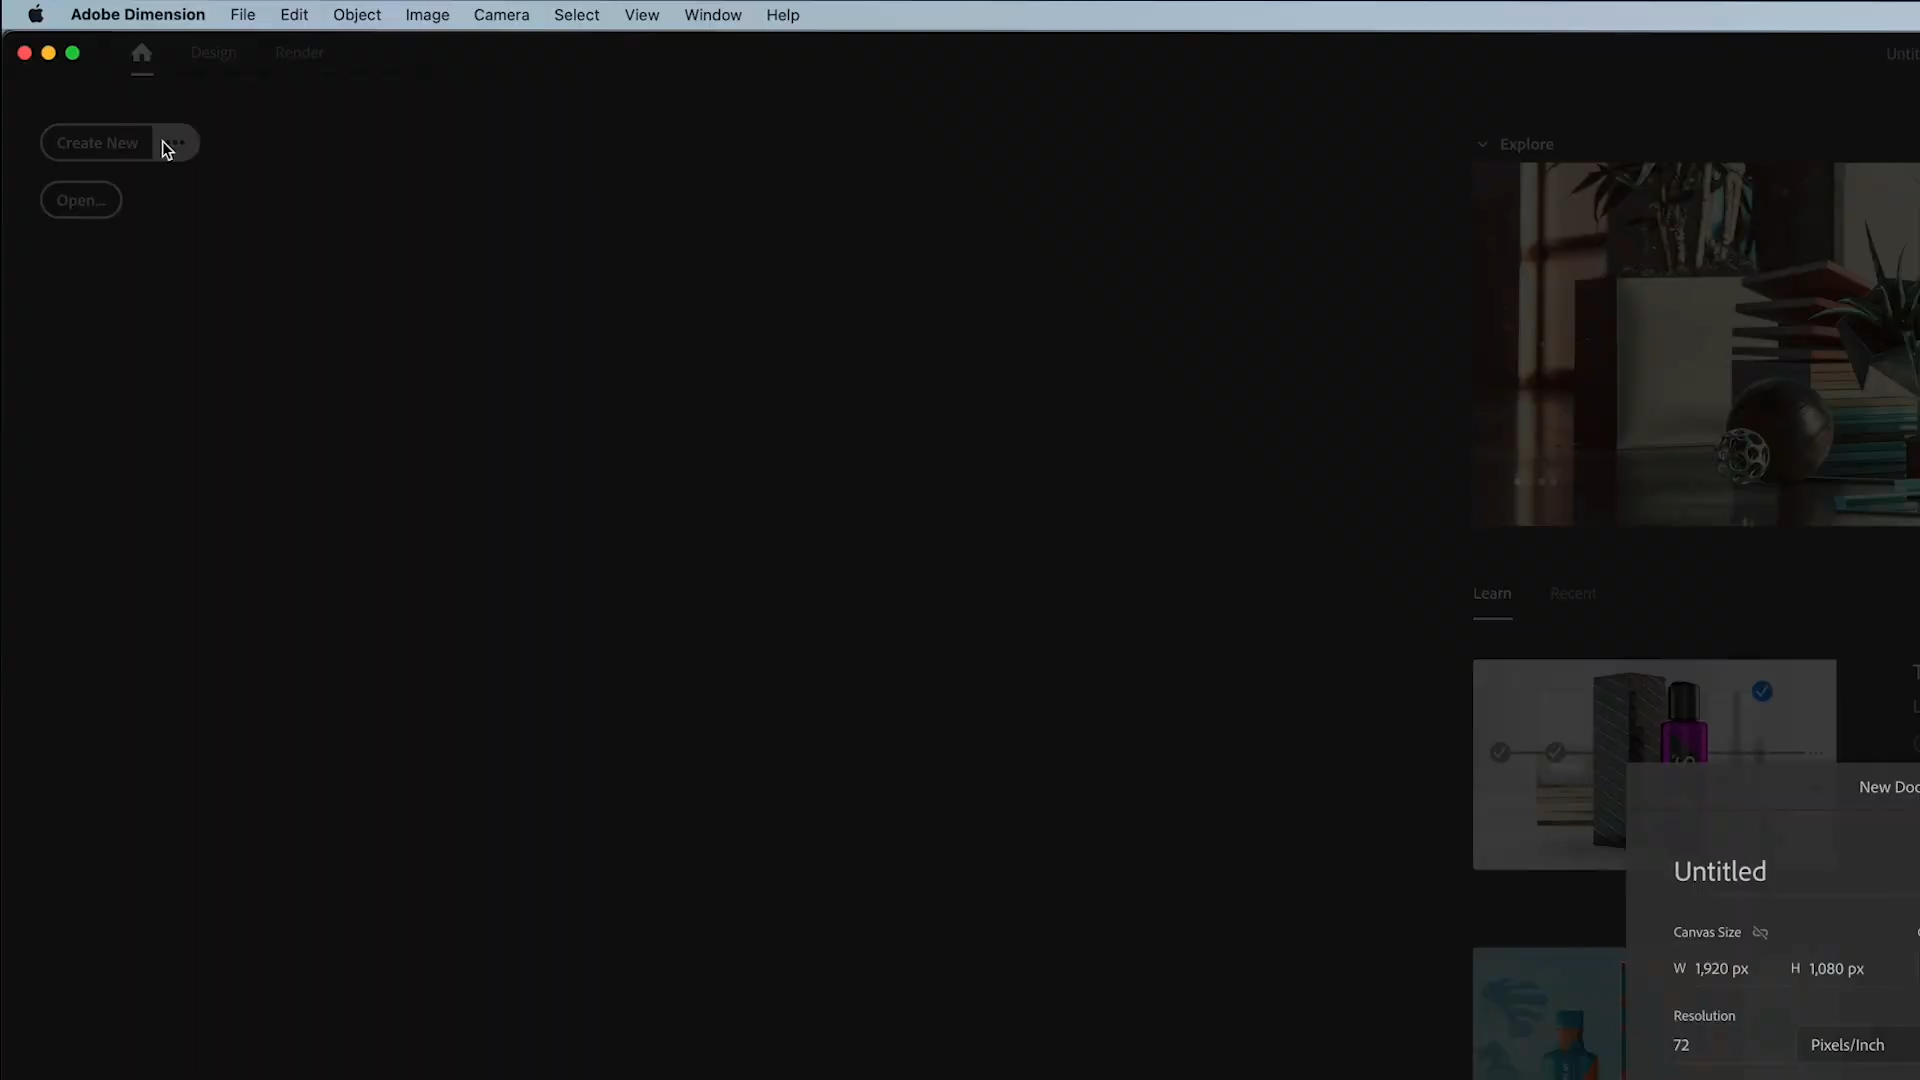 Adobe Dimension File Edit Object Image Camera Select View Window Help
Design Render
Untit
Create New
Explore
Open...
Learn Recent
New Doc
Untitled
Canvas Size
W 1,920 px H 1,080 px
Resolution
72 Pixels/Inch